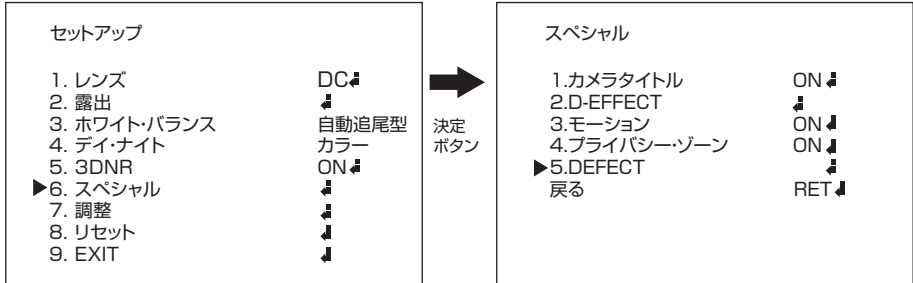 セットアップ
1. レンズ DC↲
2. 露出 ↲
3. ホワイト・バランス 自動追尾型
4. デイ・ナイト カラー
5. 3DNR ON↲
▶6. スペシャル ↲
7. 調整 ↲
8. リセット ↲
9. EXIT ↲
決定
ボタン
スペシャル
1.カメラタイトル ON↲
2.D-EFFECT ↲
3.モーション ON↲
4.プライバシー・ゾーン ON↲
▶5.DEFECT ↲
戻る RET↲